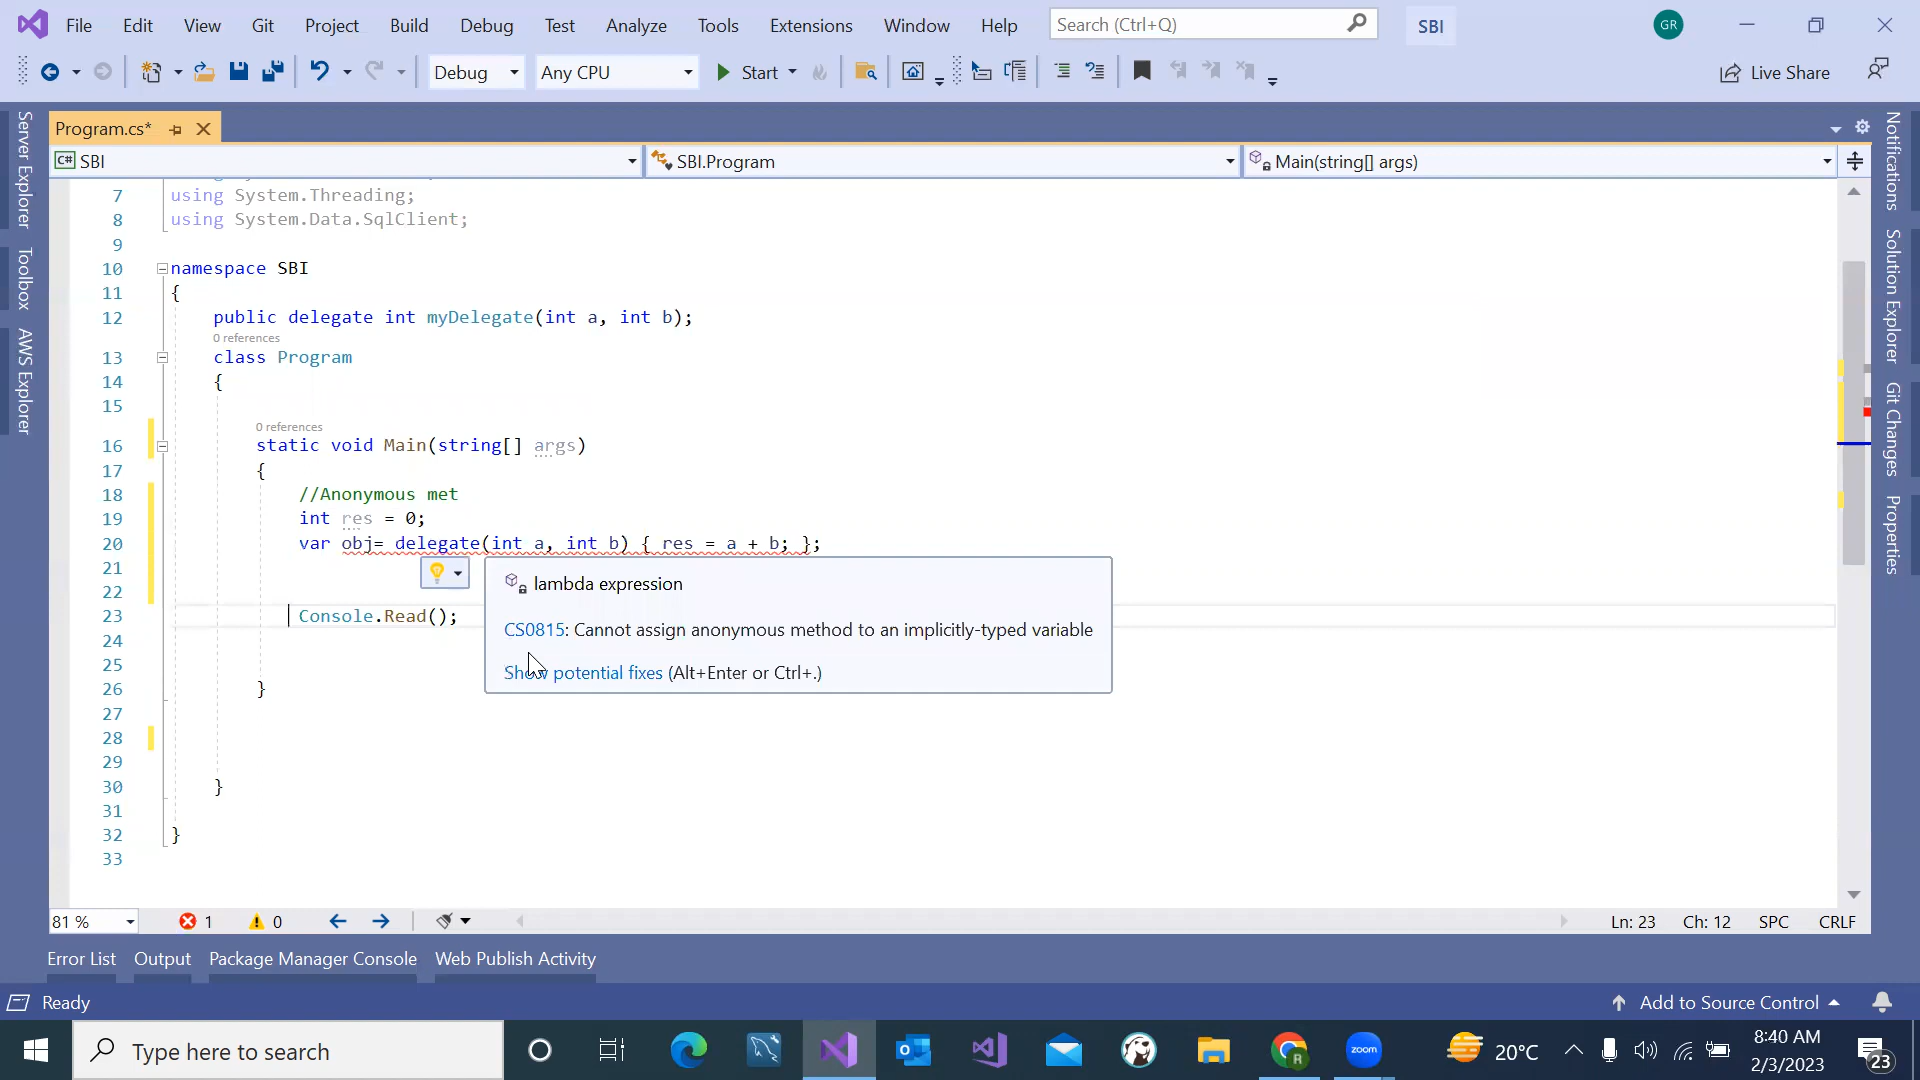 File Edit View Git Project Build Debug Test Analyze Tools Extensions Window Help Search (Ctrl+Q) SBI GR
Debug Any CPU Start Live Share
Server Explorer
Toolbox
AWS Explorer
Program.cs*
SBI SBI.Program Main(string[] args)
7 using System.Threading;
8 using System.Data.SqlClient;
9
10 namespace SBI
11 {
12 public delegate int myDelegate(int a, int b);
0 references
13 class Program
14 {
15
0 references
16 static void Main(string[] args)
17 {
18 //Anonymous met
19 int res = 0;
20 var obj= delegate(int a, int b) { res = a + b; };
21
22
23 Console.Read();
24
25
26 }
27
28
29
30 }
31
32 }
33
lambda expression
CS0815: Cannot assign anonymous method to an implicitly-typed variable
Show potential fixes (Alt+Enter or Ctrl+.)
Notifications
Solution Explorer
Git Changes
Properties
81 % 1 0 Ln: 23 Ch: 12 SPC CRLF
Error List Output Package Manager Console Web Publish Activity
Ready Add to Source Control
Type here to search zoom 20°C 8:40 AM
2/3/2023 23